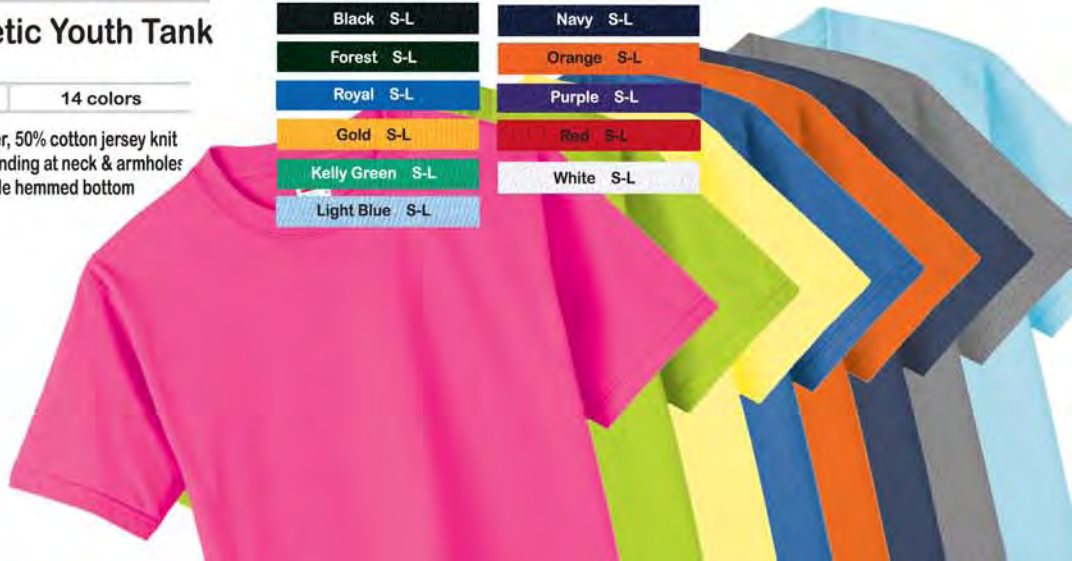 etic Youth Tank
14 colors
er, 50% cotton jersey knit
nding at neck & armholes
le hemmed bottom
Black S-L
Forest S-L
Royal S-L
Gold S-L
Kelly Green S-L
Light Blue S-L
Navy S-L
Orange S-L
Purple S-L
Red S-L
White S-L